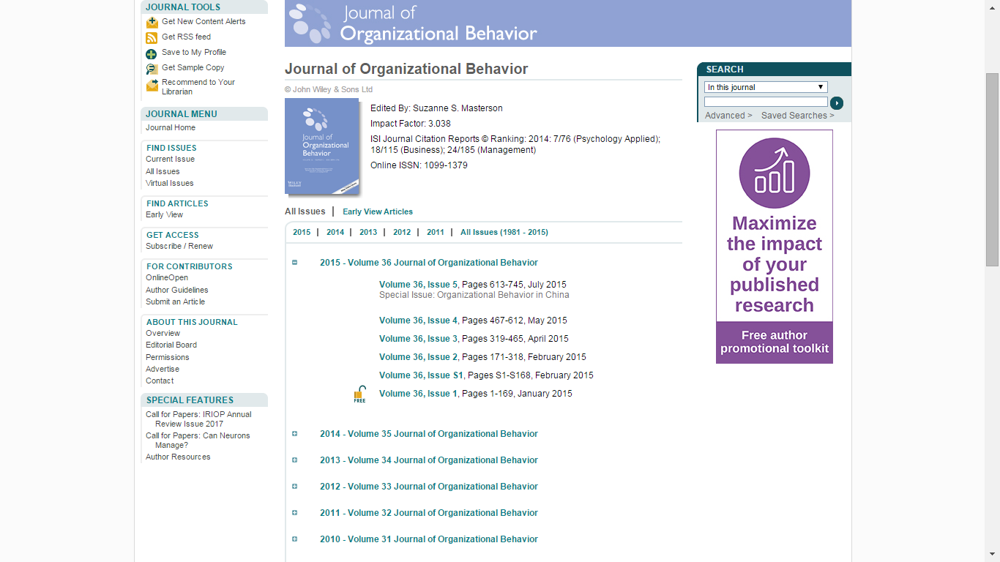 JOURNAL TOOLS
Get New Content Alerts
Get RSS feed
Save to My Profile
Get Sample Copy
Recommend to Your
Librarian
JOURNAL MENU
Journal Home
FIND ISSUES
Current Issue
All Issues
Virtual Issues
FIND ARTICLES
Early View
GET ACCESS
Subscribe / Renew
FOR CONTRIBUTORS
OnlineOpen
Author Guidelines
Submit an Article
ABOUT THIS JOURNAL
Overview
Editorial Board
Permissions
Advertise
Contact
SPECIAL FEATURES
Call for Papers: IRIOP Annual
Review Issue 2017
Call for Papers: Can Neurons
Manage?
Author Resources
Journal of
Organizational Behavior
Journal of Organizational Behavior
© John Wiley & Sons Ltd
Journal of
Organizational
Behavior
WILEY
Edited By: Suzanne S. Masterson
Impact Factor: 3.038
ISI Journal Citation Reports © Ranking: 2014: 7/76 (Psychology Applied);
18/115 (Business); 24/185 (Management)
Online ISSN: 1099-1379
All Issues | Early View Articles
2015 | 2014 | 2013 | 2012 | 2011 | All Issues (1981 - 2015)
2015 - Volume 36 Journal of Organizational Behavior
Volume 36, Issue 5, Pages 613-745, July 2015
Special Issue: Organizational Behavior in China
Volume 36, Issue 4, Pages 467-612, May 2015
Volume 36, Issue 3, Pages 319-465, April 2015
Volume 36, Issue 2, Pages 171-318, February 2015
Volume 36, Issue S1, Pages S1-S168, February 2015
FREE Volume 36, Issue 1, Pages 1-169, January 2015
2014 - Volume 35 Journal of Organizational Behavior
2013 - Volume 34 Journal of Organizational Behavior
2012 - Volume 33 Journal of Organizational Behavior
2011 - Volume 32 Journal of Organizational Behavior
2010 - Volume 31 Journal of Organizational Behavior
SEARCH
In this journal
Advanced > Saved Searches >
Maximize
the impact
of your
published
research
Free author
promotional toolkit